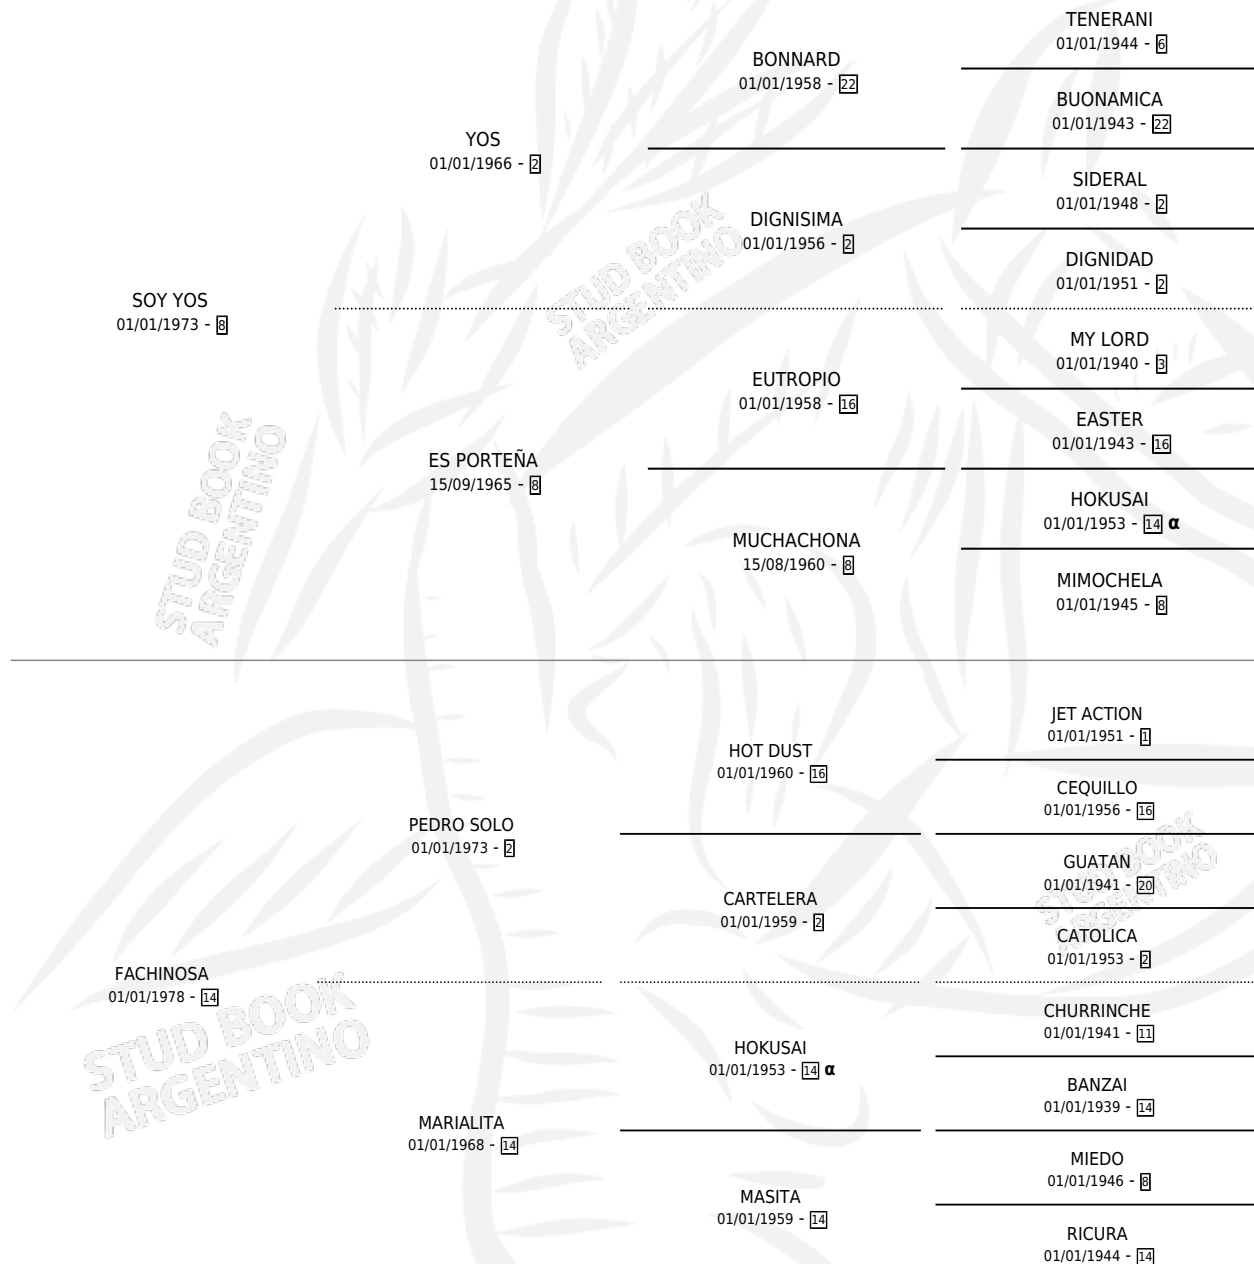 TENERANI
01/01/1944 - 6
BONNARD
01/01/1958 - 22
BUONAMICA
01/01/1943 - 22
YOS
01/01/1966 - 2
SIDERAL
01/01/1948 - 2
DIGNISIMA
01/01/1956 - 2
DIGNIDAD
01/01/1951 - 2
SOY YOS
01/01/1973 - 8
MY LORD
01/01/1940 - 3
EUTROPIO
01/01/1958 - 16
EASTER
01/01/1943 - 16
ES PORTEÑA
15/09/1965 - 8
HOKUSAI
01/01/1953 - 14 α
MUCHACHONA
15/08/1960 - 8
MIMOCHELA
01/01/1945 - 8
JET ACTION
01/01/1951 - 1
HOT DUST
01/01/1960 - 16
CEQUILLO
01/01/1956 - 16
PEDRO SOLO
01/01/1973 - 2
GUATAN
01/01/1941 - 20
CARTELERA
01/01/1959 - 2
CATOLICA
01/01/1953 - 2
FACHINOSA
01/01/1978 - 14
CHURRINCHE
01/01/1941 - 11
HOKUSAI
01/01/1953 - 14 α
BANZAI
01/01/1939 - 14
MARIALITA
01/01/1968 - 14
MIEDO
01/01/1946 - 8
MASITA
01/01/1959 - 14
RICURA
01/01/1944 - 14
STUD BOOK
ARGENTINO
STUD BOOK
ARGENTINO
STUD BOOK
ARGENTINO
STUD BOOK
ARGENTINO